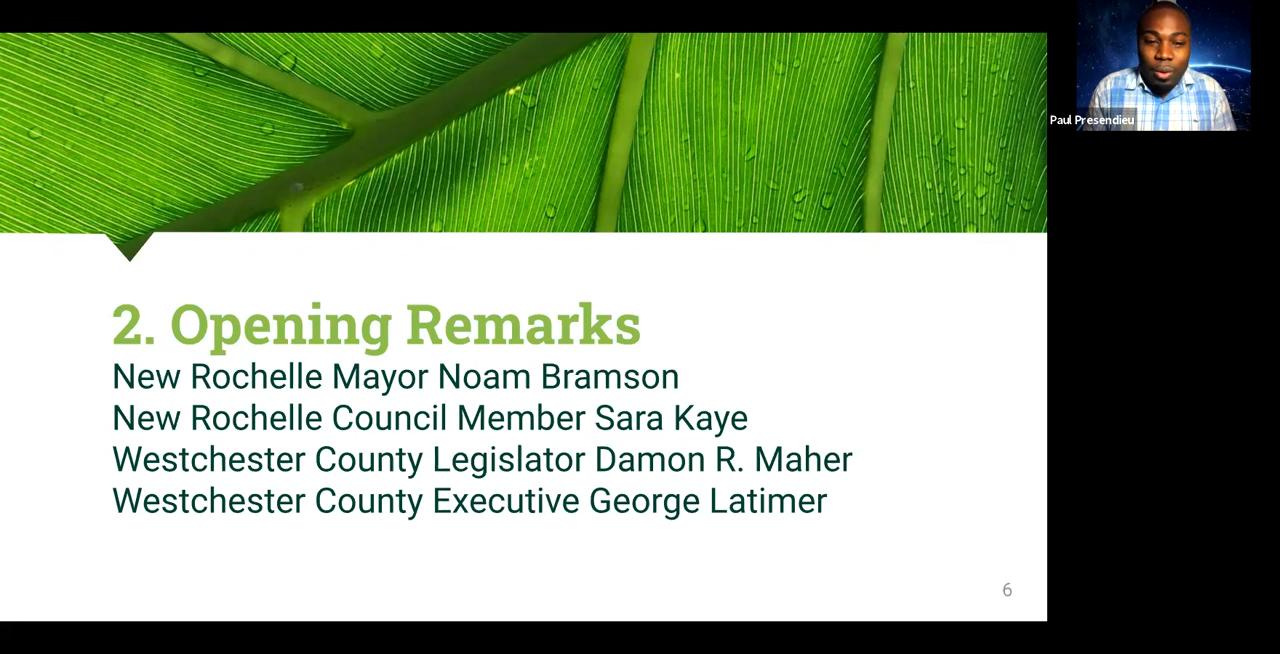 Paul Presendieu
2. Opening Remarks
New Rochelle Mayor Noam Bramson
New Rochelle Council Member Sara Kaye
Westchester County Legislator Damon R. Maher
Westchester County Executive George Latimer
6